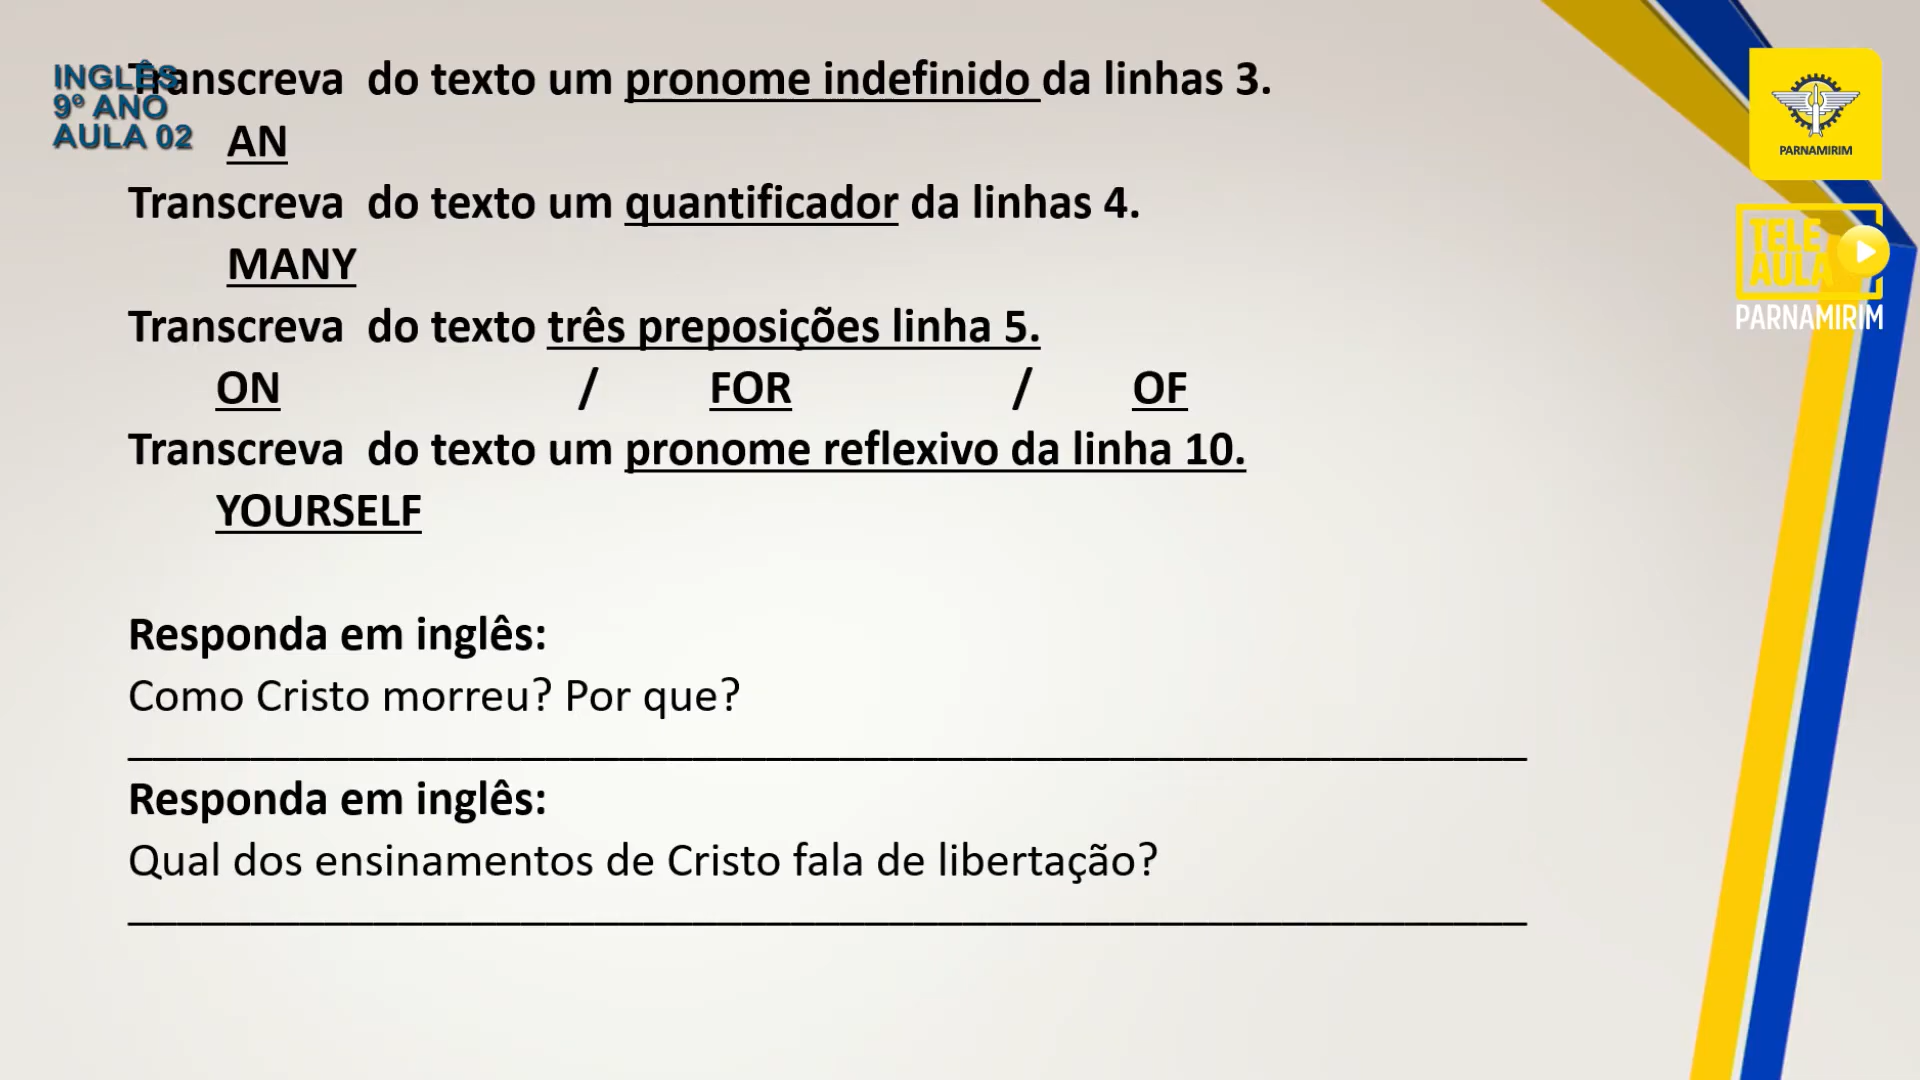 INGLÊS
9º ANO
AULA 02
Transcreva do texto um pronome indefinido da linhas 3.
AN
Transcreva do texto um quantificador da linhas 4.
MANY
Transcreva do texto três preposições linha 5.
ON / FOR / OF
Transcreva do texto um pronome reflexivo da linha 10.
YOURSELF
Responda em inglês:
Como Cristo morreu? Por que?
Responda em inglês:
Qual dos ensinamentos de Cristo fala de libertação?
PARNAMIRIM
TELE
AULA
PARNAMIRIM